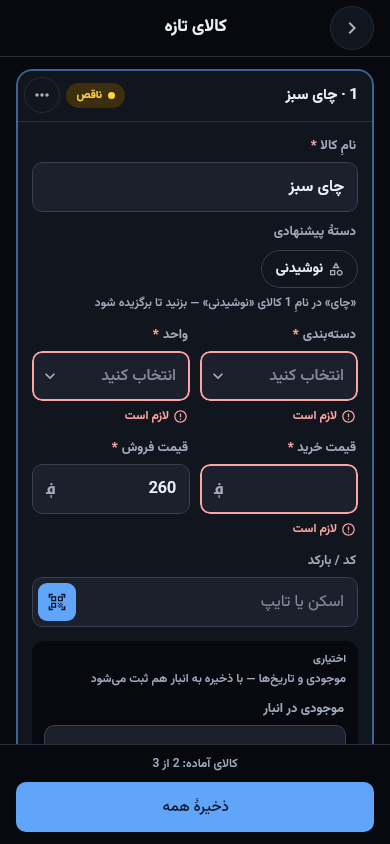 کالای تازه
1 · چای سبز
ناقص
نامِ کالا *
چای سبز
دستهٔ پیشنهادی
نوشیدنی
«چای» در نامِ 1 کالای «نوشیدنی» — بزنید تا برگزیده شود
دسته‌بندی *
واحد *
انتخاب کنید
انتخاب کنید
لازم است
لازم است
قیمت خرید *
قیمت فروش *
؋
260
؋
لازم است
کد / بارکد
اسکن یا تایپ
اختیاری
موجودی و تاریخ‌ها — با ذخیره به انبار هم ثبت می‌شود
موجودی در انبار
کالای آماده: 2 از 3
ذخیرهٔ همه